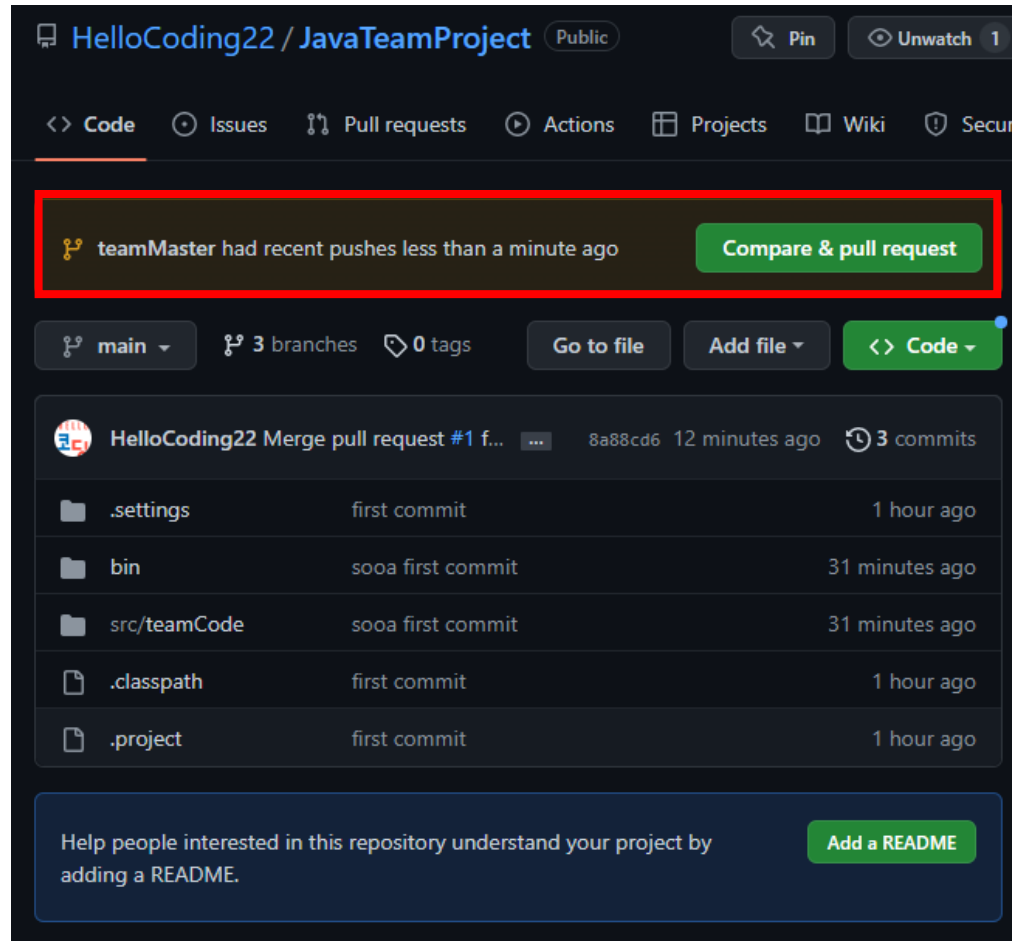 HelloCoding22 / JavaTeamProject Public Pin Unwatch 1
Code Issues Pull requests Actions Projects Wiki Secur
teamMaster had recent pushes less than a minute ago Compare & pull request
main 3 branches 0 tags Go to file Add file Code
HelloCoding22 Merge pull request #1 f... ... 8a88cd6 12 minutes ago 3 commits
.settings first commit 1 hour ago
bin sooa first commit 31 minutes ago
src/teamCode sooa first commit 31 minutes ago
.classpath first commit 1 hour ago
.project first commit 1 hour ago
Help people interested in this repository understand your project by
adding a README.
Add a README